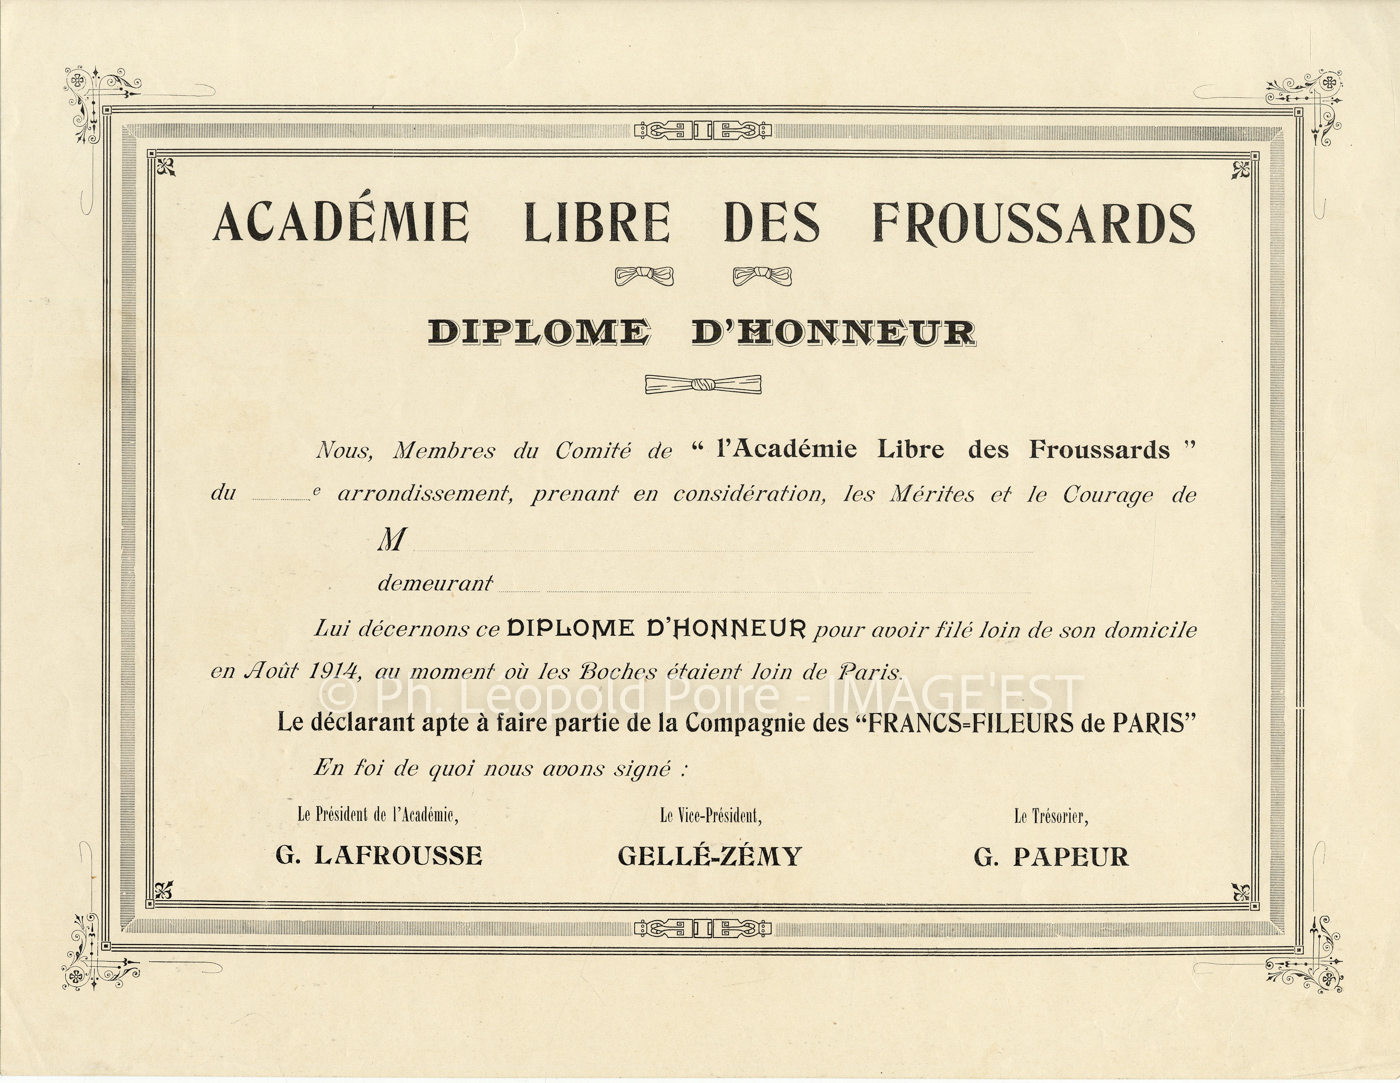 ACADÉMIE LIBRE DES FROUSSARDS
DIPLOME D'HONNEUR
Nous, Membres du Comité de “ l'Académie Libre des Froussards ”
du ........e arrondissement, prenant en considération, les Mérites et le Courage de
M
demeurant
Lui décernons ce DIPLOME D'HONNEUR pour avoir filé loin de son domicile
en Août 1914, au moment où les Boches étaient loin de Paris.
© Ph. Léopold Poiré - IMAGE'EST
Le déclarant apte à faire partie de la Compagnie des “FRANCS=FILEURS de PARIS”
En foi de quoi nous avons signé :
Le Président de l'Académie, Le Vice-Président, Le Trésorier,
G. LAFROUSSE GELLÉ-ZÉMY G. PAPEUR